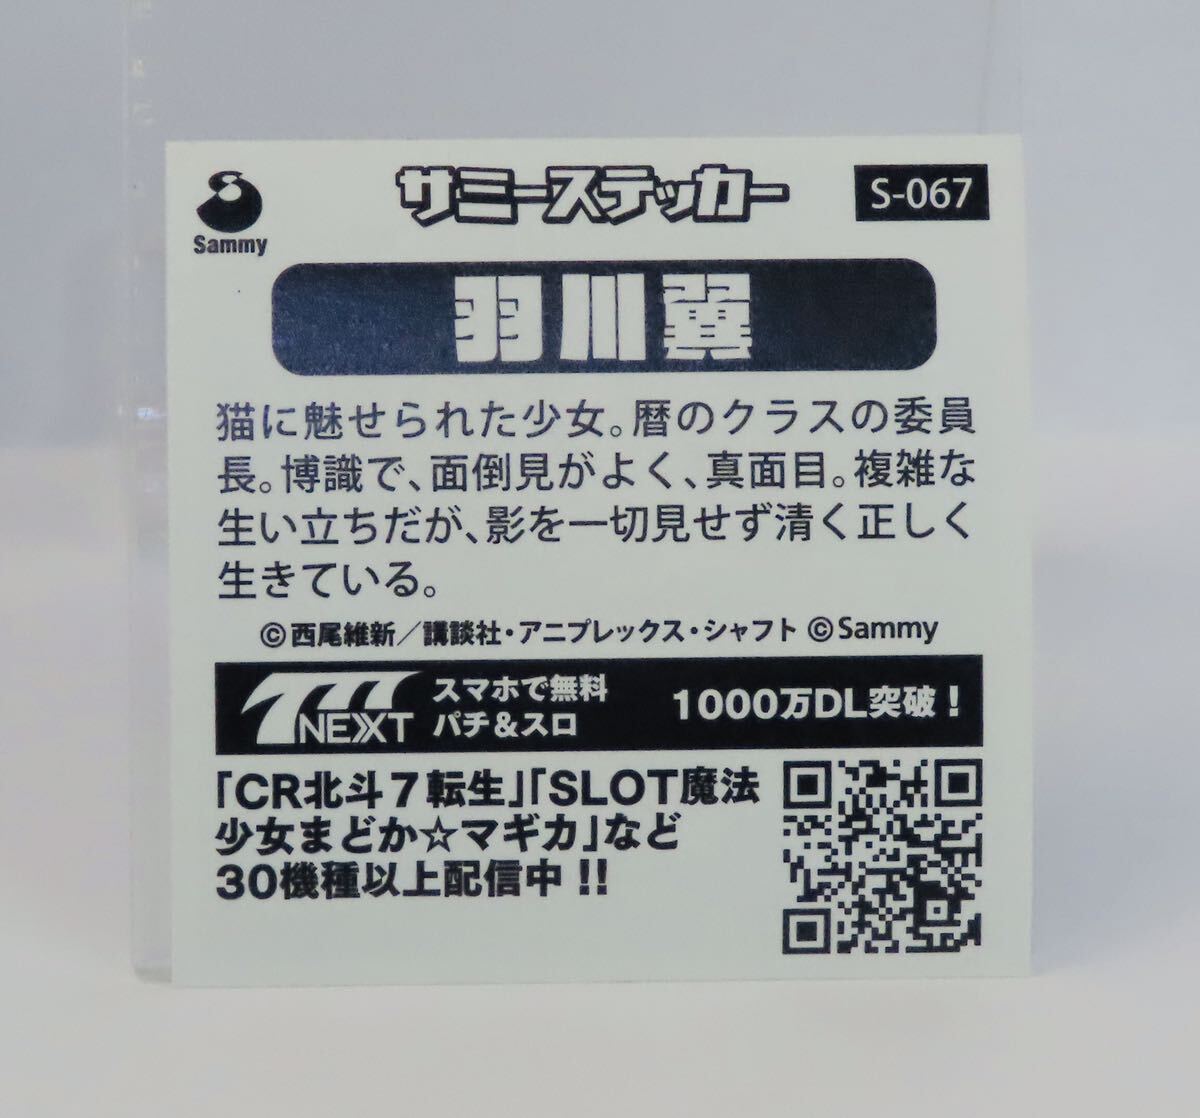 Sammy
サミーステッカー
S-067
羽川翼
猫に魅せられた少女。暦のクラスの委員
長。博識で、面倒見がよく、真面目。複雑な
生い立ちだが、影を一切見せず清く正しく
生きている。
©西尾維新／講談社・アニプレックス・シャフト ©Sammy
777NEXT
スマホで無料
パチ&スロ
1000万DL突破！
「CR北斗７転生」「SLOT魔法
少女まどか☆マギカ」など
30機種以上配信中!!